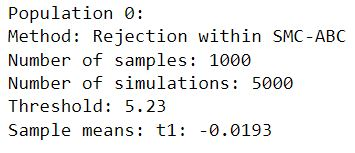 Population 0:
Method: Rejection within SMC-ABC
Number of samples: 1000
Number of simulations: 5000
Threshold: 5.23
Sample means: t1: -0.0193